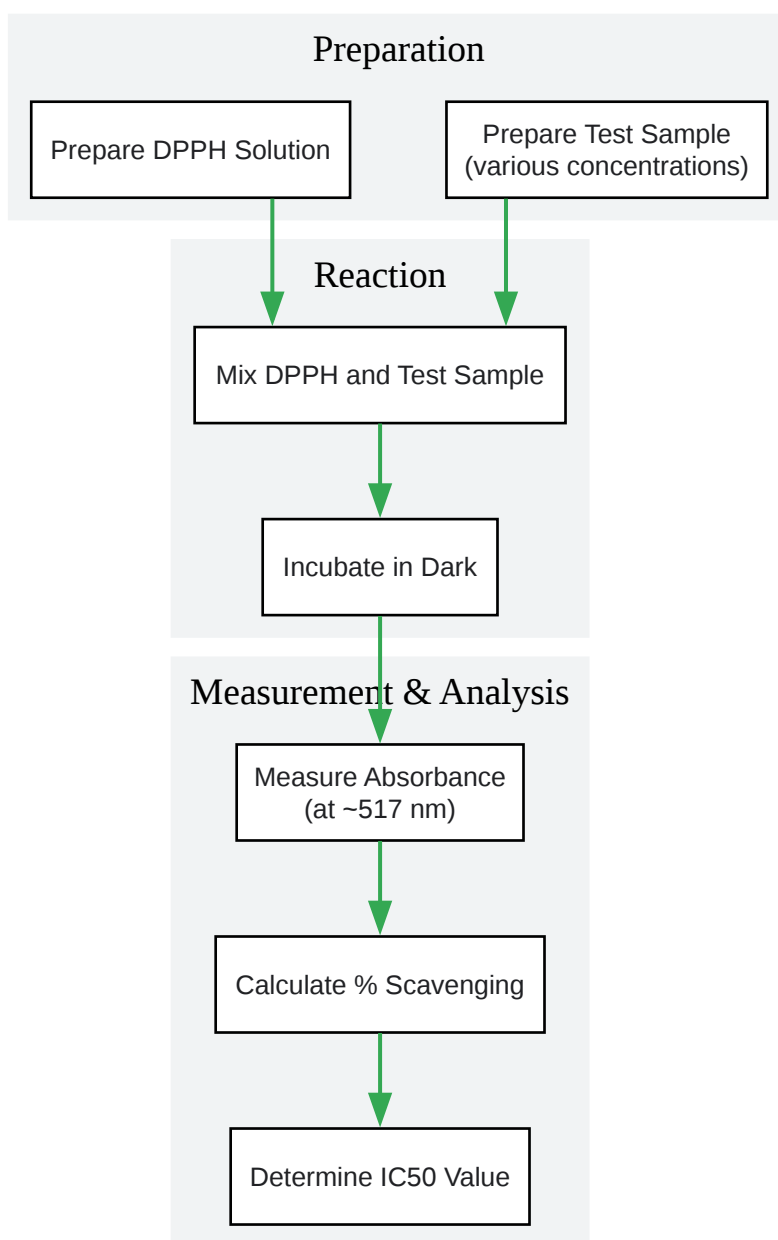 Preparation
Prepare DPPH Solution
Prepare Test Sample
(various concentrations)
Reaction
Mix DPPH and Test Sample
Incubate in Dark
Measurement & Analysis
Measure Absorbance
(at ~517 nm)
Calculate % Scavenging
Determine IC50 Value